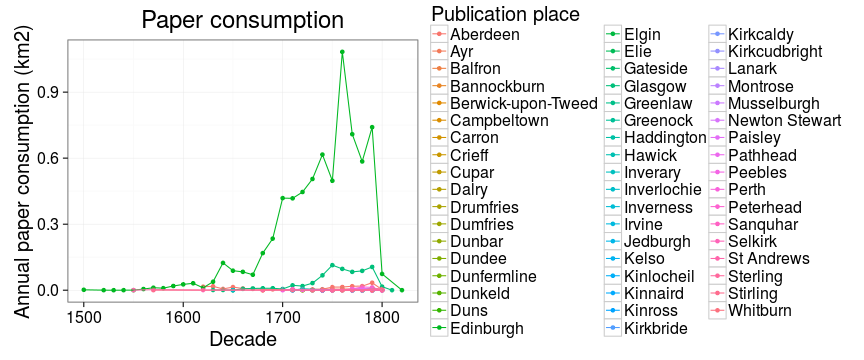 Paper consumption
Annual paper consumption (km2)
0.9
0.6
0.3
0.0
1500
1600
1700
1800
Decade
Publication place
Aberdeen
Ayr
Balfron
Bannockburn
Berwick-upon-Tweed
Campbeltown
Carron
Crieff
Cupar
Dalry
Drumfries
Dumfries
Dunbar
Dundee
Dunfermline
Dunkeld
Duns
Edinburgh
Elgin
Elie
Gateside
Glasgow
Greenlaw
Greenock
Haddington
Hawick
Inverary
Inverlochie
Inverness
Irvine
Jedburgh
Kelso
Kinlocheil
Kinnaird
Kinross
Kirkbride
Kirkcaldy
Kirkcudbright
Lanark
Montrose
Musselburgh
Newton Stewart
Paisley
Pathhead
Peebles
Perth
Peterhead
Sanquhar
Selkirk
St Andrews
Sterling
Stirling
Whitburn